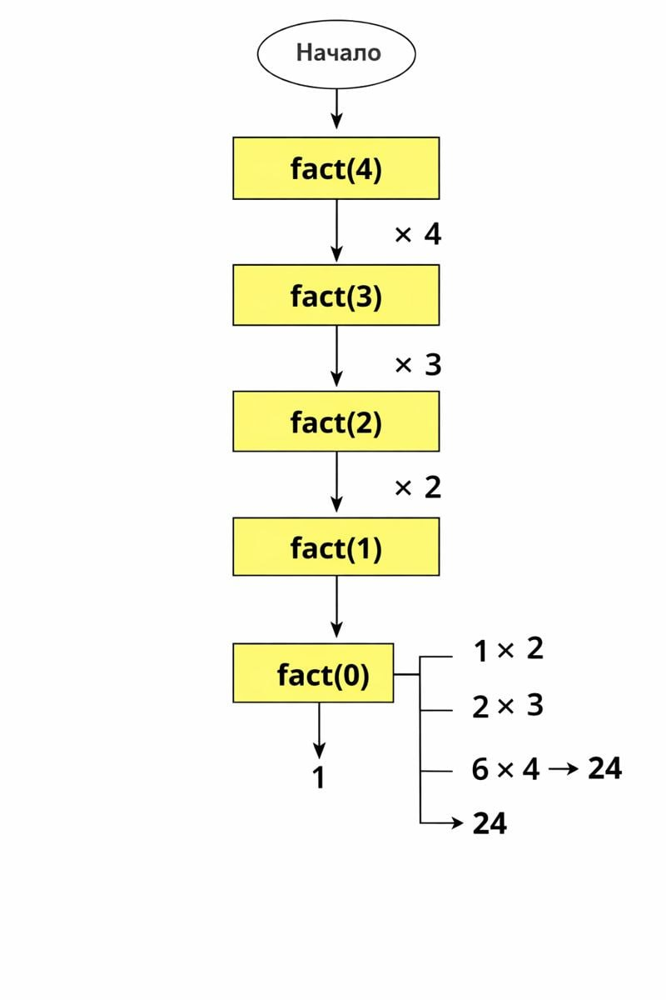 Начало
fact(4)
× 4
fact(3)
× 3
fact(2)
× 2
fact(1)
fact(0)
1 × 2
2 × 3
6 × 4 → 24
1
24